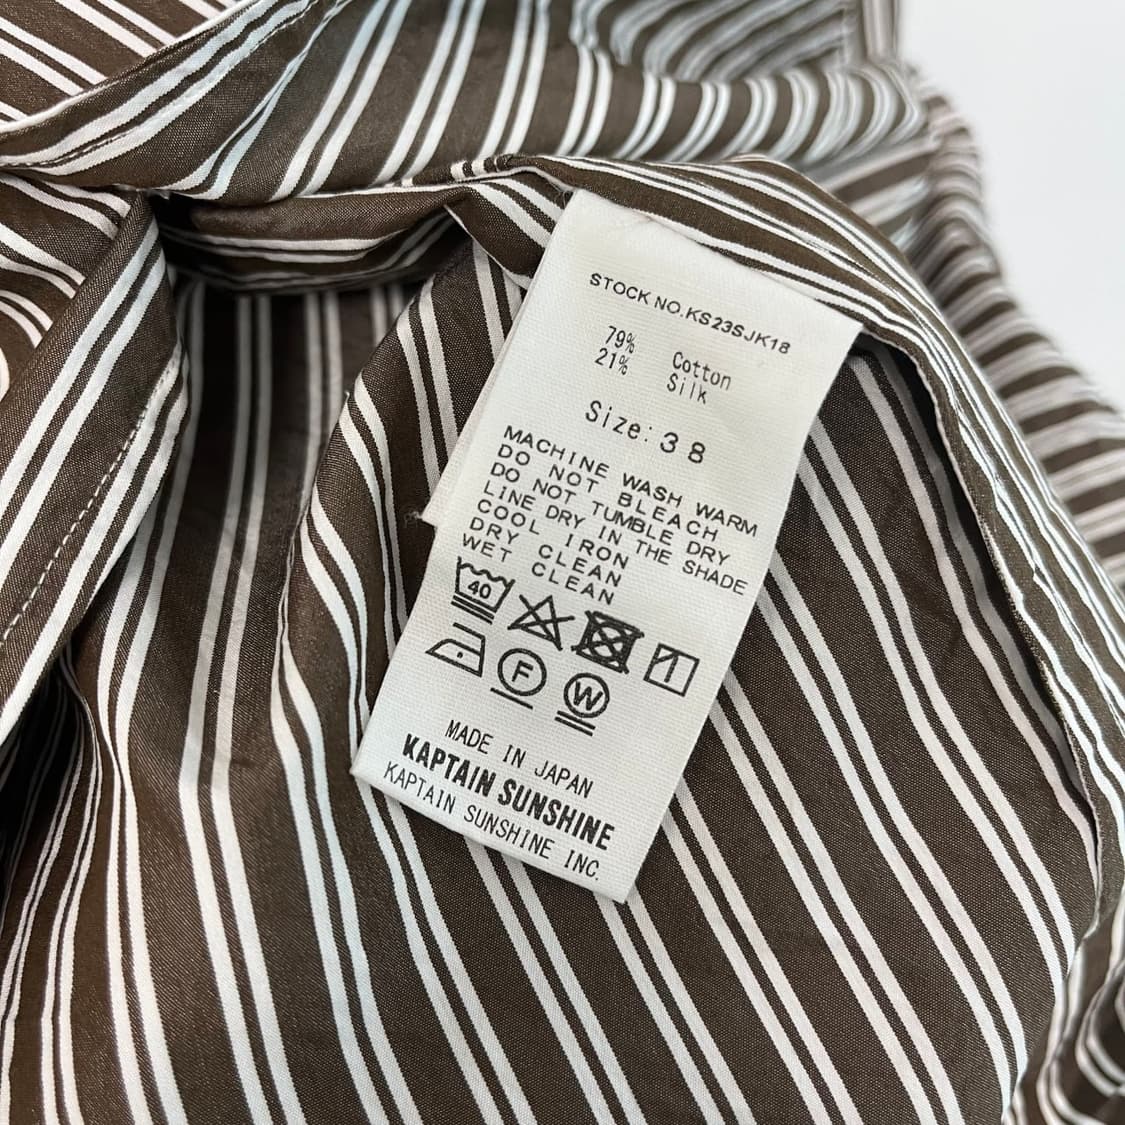 STOCK NO.KS23SJK18
79% Cotton
21% Silk
Size:38
MACHINE WASH WARM
DO NOT BLEACH
DO NOT TUMBLE DRY
LINE DRY IN THE SHADE
COOL IRON
DRY CLEAN
WET CLEAN
40
F W
MADE IN JAPAN
KAPTAIN SUNSHINE
KAPTAIN SUNSHINE INC.